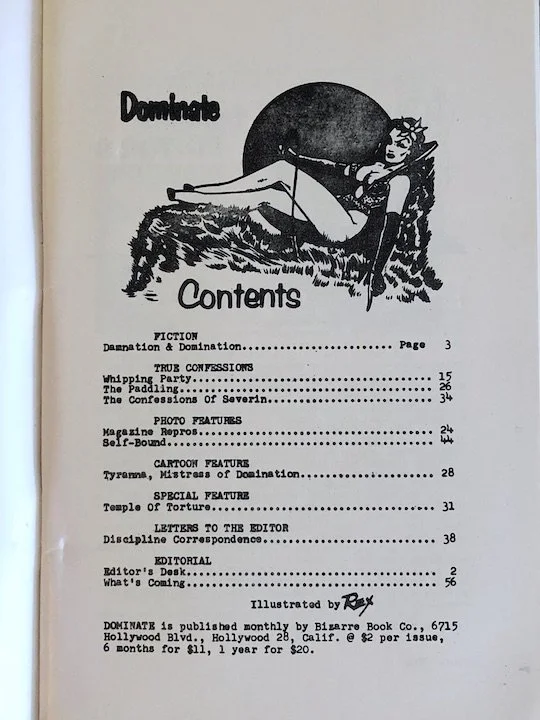 Dominate
Contents
FICTION
Damnation & Domination........................ Page 3
TRUE CONFESSIONS
Whipping Party...................................... 15
The Paddling........................................ 26
The Confessions Of Severin.......................... 34
PHOTO FEATURES
Magazine Repros..................................... 24
Self-Bound.......................................... 44
CARTOON FEATURE
Tyranna, Mistress of Domination..................... 28
SPECIAL FEATURE
Temple Of Torture................................... 31
LETTERS TO THE EDITOR
Discipline Correspondence........................... 38
EDITORIAL
Editor's Desk....................................... 2
What's Coming....................................... 56
Illustrated by Rex
DOMINATE is published monthly by Bizarre Book Co., 6715
Hollywood Blvd., Hollywood 28, Calif. @ $2 per issue,
6 months for $11, 1 year for $20.